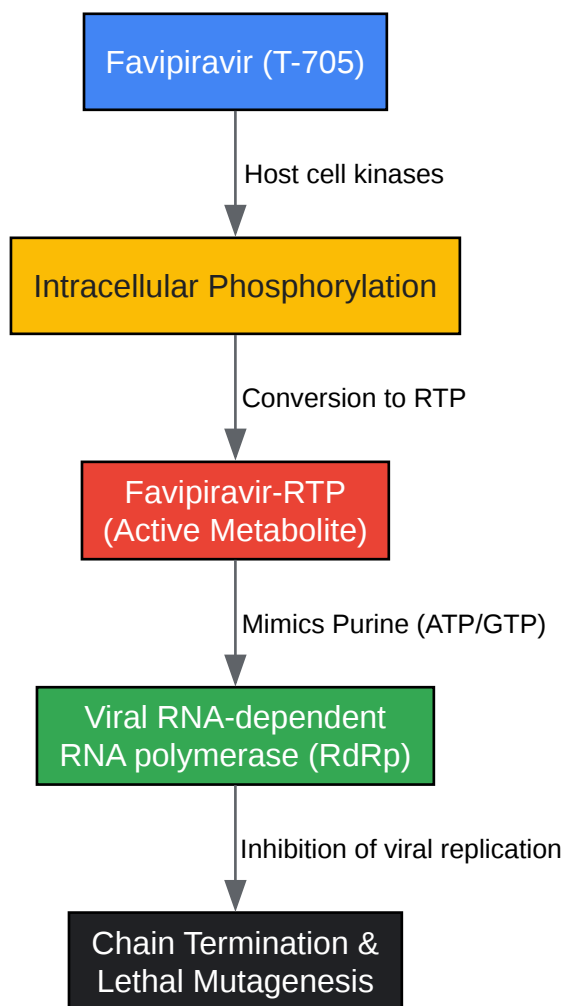 Favipiravir (T-705)
Host cell kinases
Intracellular Phosphorylation
Conversion to RTP
Favipiravir-RTP
(Active Metabolite)
Mimics Purine (ATP/GTP)
Viral RNA-dependent
RNA polymerase (RdRp)
Inhibition of viral replication
Chain Termination &
Lethal Mutagenesis